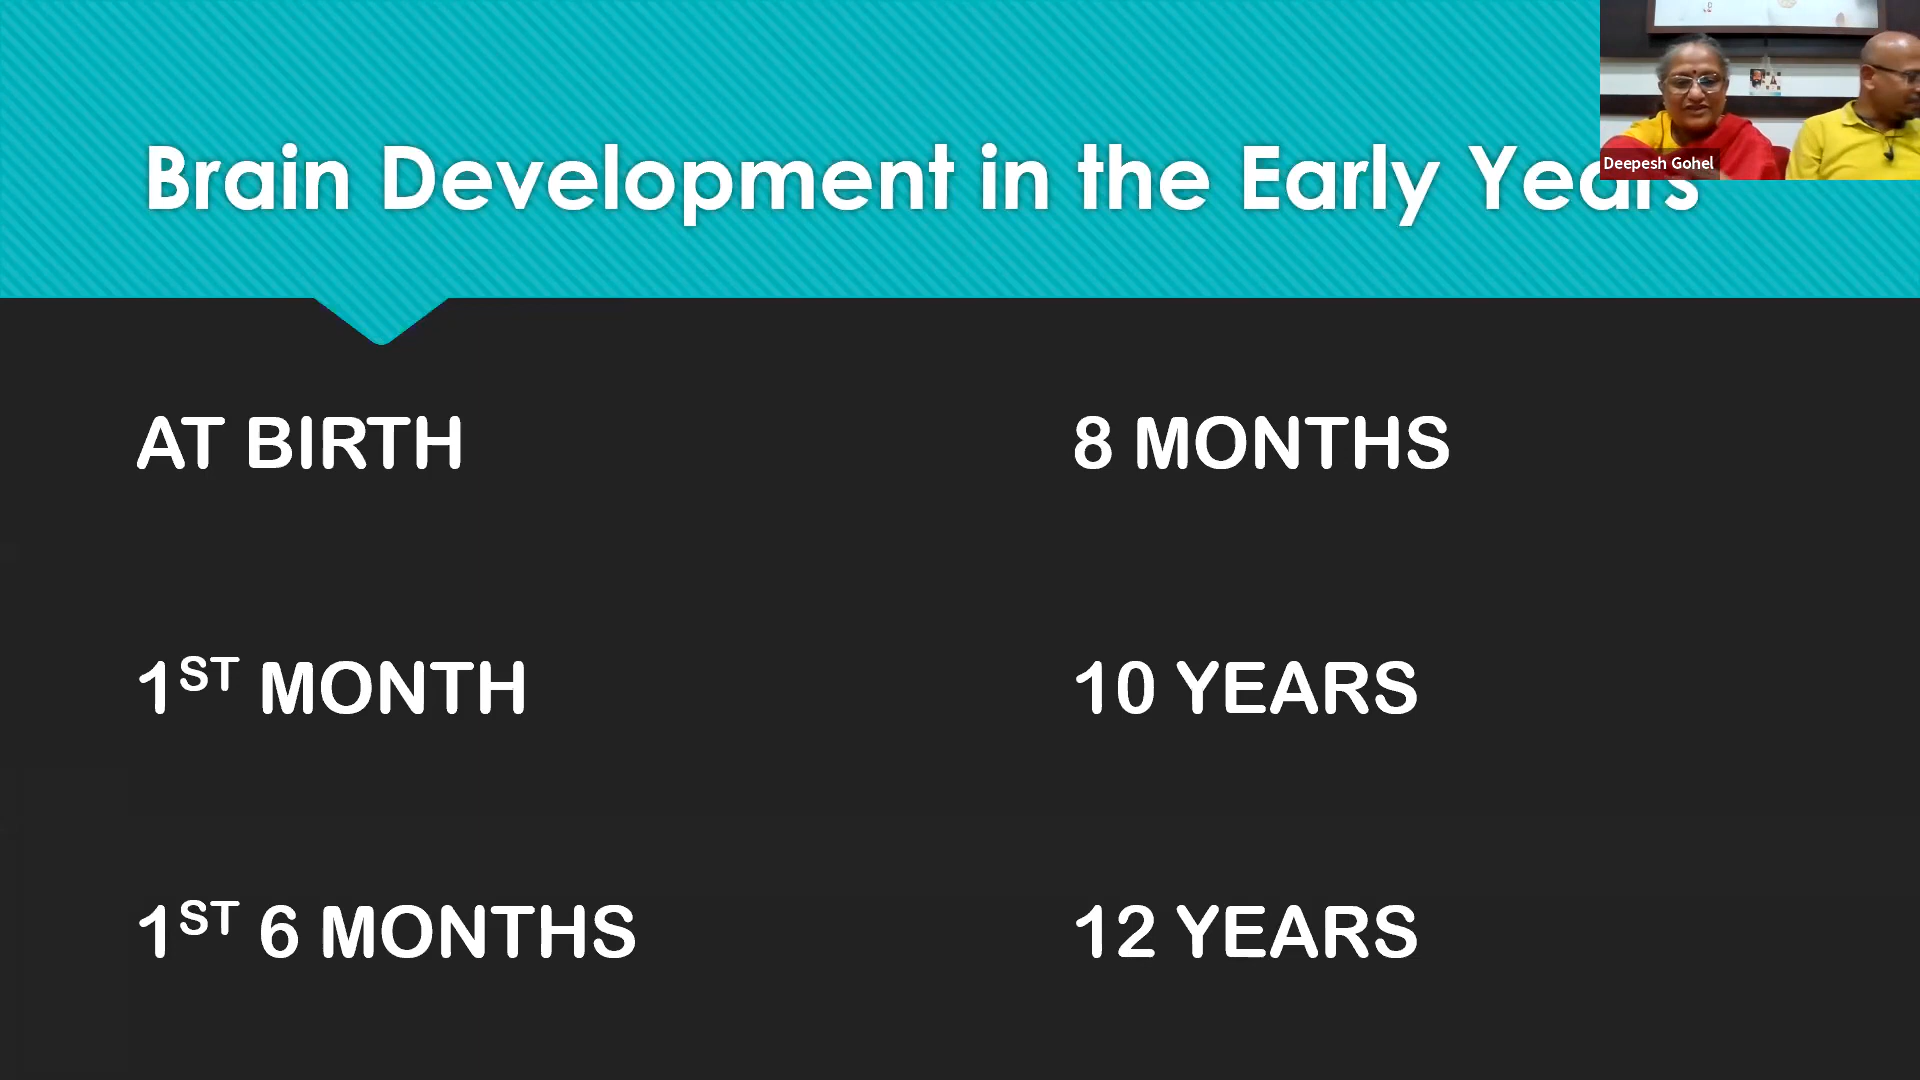 Brain Development in the Early Years
Deepesh Gohel
AT BIRTH
8 MONTHS
1ST MONTH
10 YEARS
1ST 6 MONTHS
12 YEARS